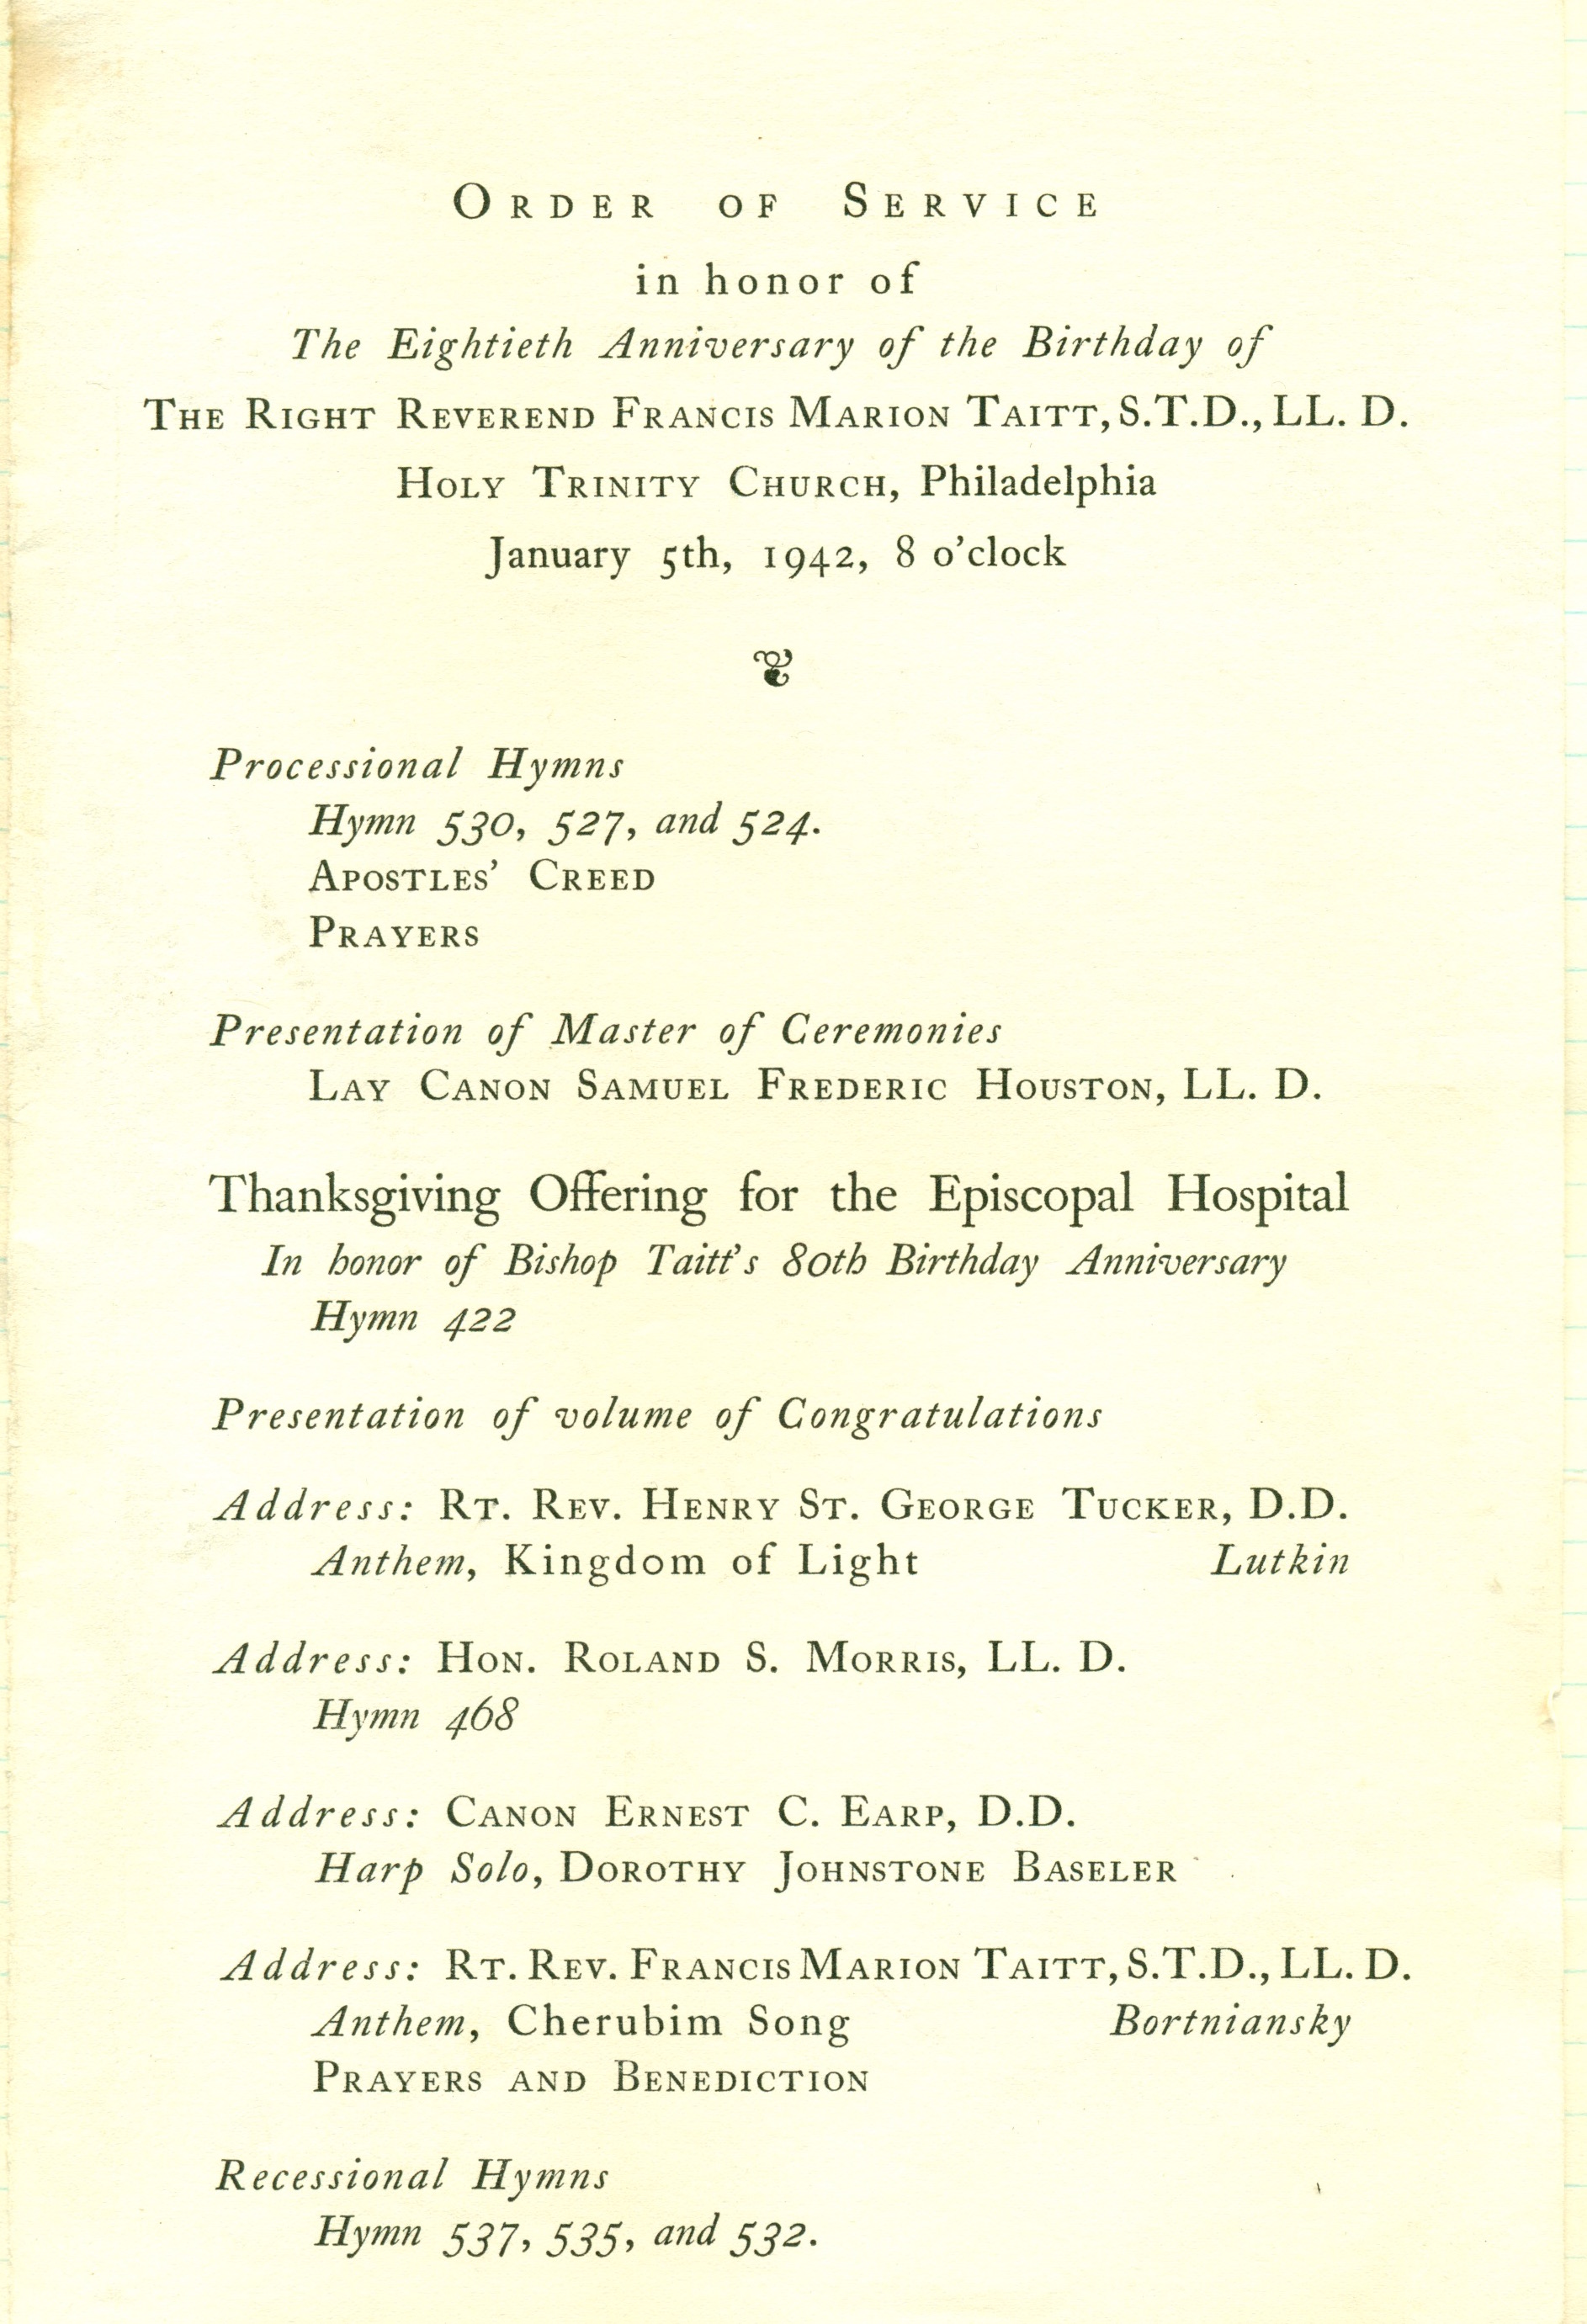 Order of Service
in honor of
The Eightieth Anniversary of the Birthday of
The Right Reverend Francis Marion Taitt, S.T.D., LL. D.
Holy Trinity Church, Philadelphia
January 5th, 1942, 8 o'clock
Processional Hymns
Hymn 530, 527, and 524.
Apostles' Creed
Prayers
Presentation of Master of Ceremonies
Lay Canon Samuel Frederic Houston, LL. D.
Thanksgiving Offering for the Episcopal Hospital
In honor of Bishop Taitt's 80th Birthday Anniversary
Hymn 422
Presentation of volume of Congratulations
Address: Rt. Rev. Henry St. George Tucker, D.D.
Anthem, Kingdom of Light Lutkin
Address: Hon. Roland S. Morris, LL. D.
Hymn 468
Address: Canon Ernest C. Earp, D.D.
Harp Solo, Dorothy Johnstone Baseler
Address: Rt. Rev. Francis Marion Taitt, S.T.D., LL. D.
Anthem, Cherubim Song Bortniansky
Prayers and Benediction
Recessional Hymns
Hymn 537, 535, and 532.